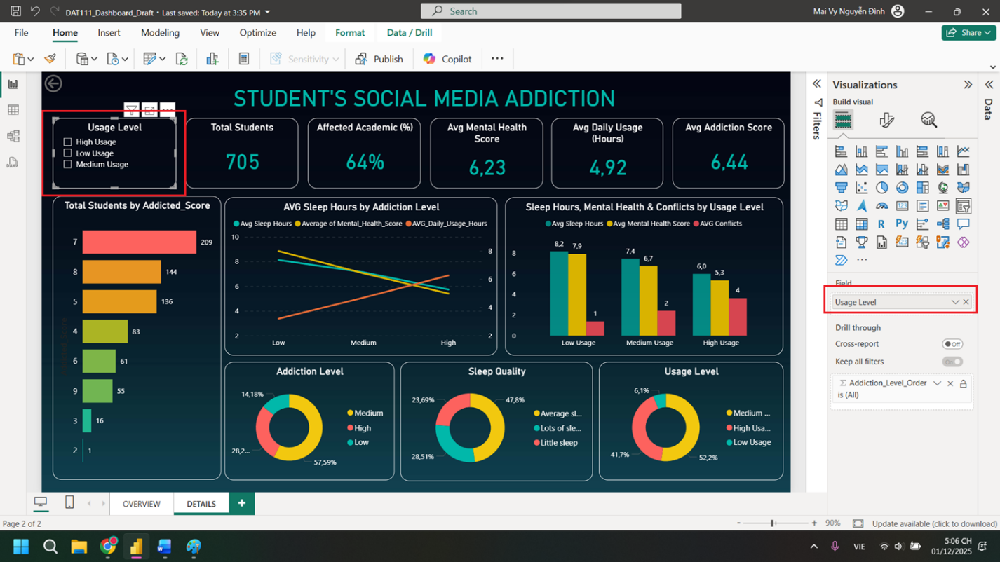 DAT111_Dashboard_Draft • Last saved: Today at 3:35 PM
Search
Mai Vy Nguyễn Đình
File Home Insert Modeling View Optimize Help Format Data / Drill
Share
Sensitivity
Publish
Copilot
STUDENT'S SOCIAL MEDIA ADDICTION
Usage Level
High Usage
Low Usage
Medium Usage
Total Students
705
Affected Academic (%)
64%
Avg Mental Health
Score
6,23
Avg Daily Usage
(Hours)
4,92
Avg Addiction Score
6,44
Total Students by Addicted_Score
7 209
8 144
5 136
4 83
6 61
9 55
3 16
2 1
AVG Sleep Hours by Addiction Level
Avg Sleep Hours Average of Mental_Health_Score AVG_Daily_Usage_Hours
10
8 8
6 6
4 4
2 2
Low Medium High
Sleep Hours, Mental Health & Conflicts by Usage Level
Avg Sleep Hours Avg Mental Health Score AVG Conflicts
8
6
4
2
0
8,2 7,9 1
7,4 6,7 2
6,0 5,3 4
Low Usage Medium Usage High Usage
Addiction Level
14,18%
28,2...
57,59%
Medium
High
Low
Sleep Quality
23,69%
47,8%
28,51%
Average sl...
Lots of sle...
Little sleep
Usage Level
6,1%
41,7%
52,2%
Medium ...
High Usa...
Low Usage
Filters
Visualizations
Build visual
R
Py
123
Field
Usage Level
Drill through
Cross-report
Off
Keep all filters
On
Addiction_Level_Order
is (All)
Data
DAX
OVERVIEW
DETAILS
Page 2 of 2
90%
Update available (click to download)
VIE
5:06 CH
01/12/2025